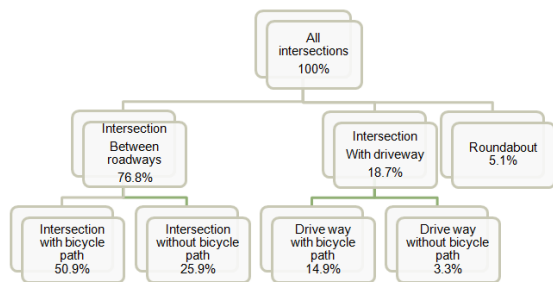 All
intersections
100%
Intersection
Between
roadways
76.8%
Intersection
With driveway
18.7%
Roundabout
5.1%
Intersection
with bicycle
path
50.9%
Intersection
without bicycle
path
25.9%
Drive way
with bicycle
path
14.9%
Drive way
without bicycle
path
3.3%